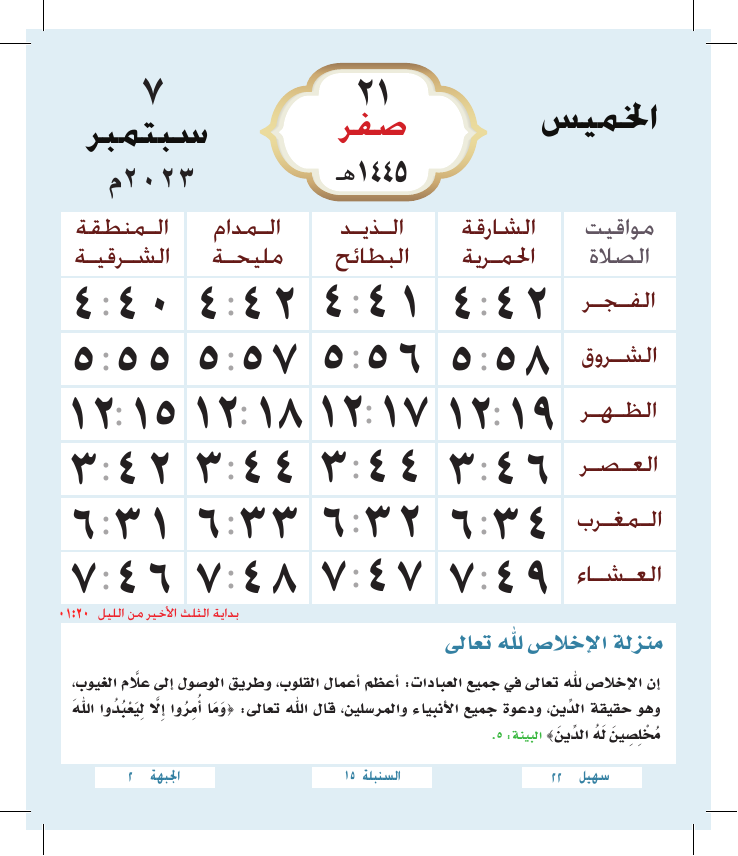 الخميس
٢١
صفر
١٤٤٥هـ
٧
سبتمبر
٢٠٢٣م
مواقيت الشارقة الذيد المدام المنطقة
الصلاة الحمرية البطائح مليحة الشرقية
الفجر ٤:٤٢ ٤:٤١ ٤:٤٢ ٤:٤٠
الشروق ٥:٥٨ ٥:٥٦ ٥:٥٧ ٥:٥٥
الظهر ١٢:١٩ ١٢:١٧ ١٢:١٨ ١٢:١٥
العصر ٣:٤٦ ٣:٤٤ ٣:٤٤ ٣:٤٢
المغرب ٦:٣٤ ٦:٣٢ ٦:٣٣ ٦:٣١
العشاء ٧:٤٩ ٧:٤٧ ٧:٤٨ ٧:٤٦
بداية الثلث الأخير من الليل ٠١:٢٠
منزلة الإخلاص لله تعالى
إن الإخلاص لله تعالى في جميع العبادات: أعظم أعمال القلوب، وطريق الوصول إلى علَّام الغيوب،
وهو حقيقة الدِّين، ودعوة جميع الأنبياء والمرسلين، قال الله تعالى: ﴿وَمَا أُمِرُوا إِلَّا لِيَعْبُدُوا اللهَ
مُخْلِصِينَ لَهُ الدِّينَ﴾ البينة: ٥.
سهيل ٢٢
السنبلة ١٥
الجبهة ٢